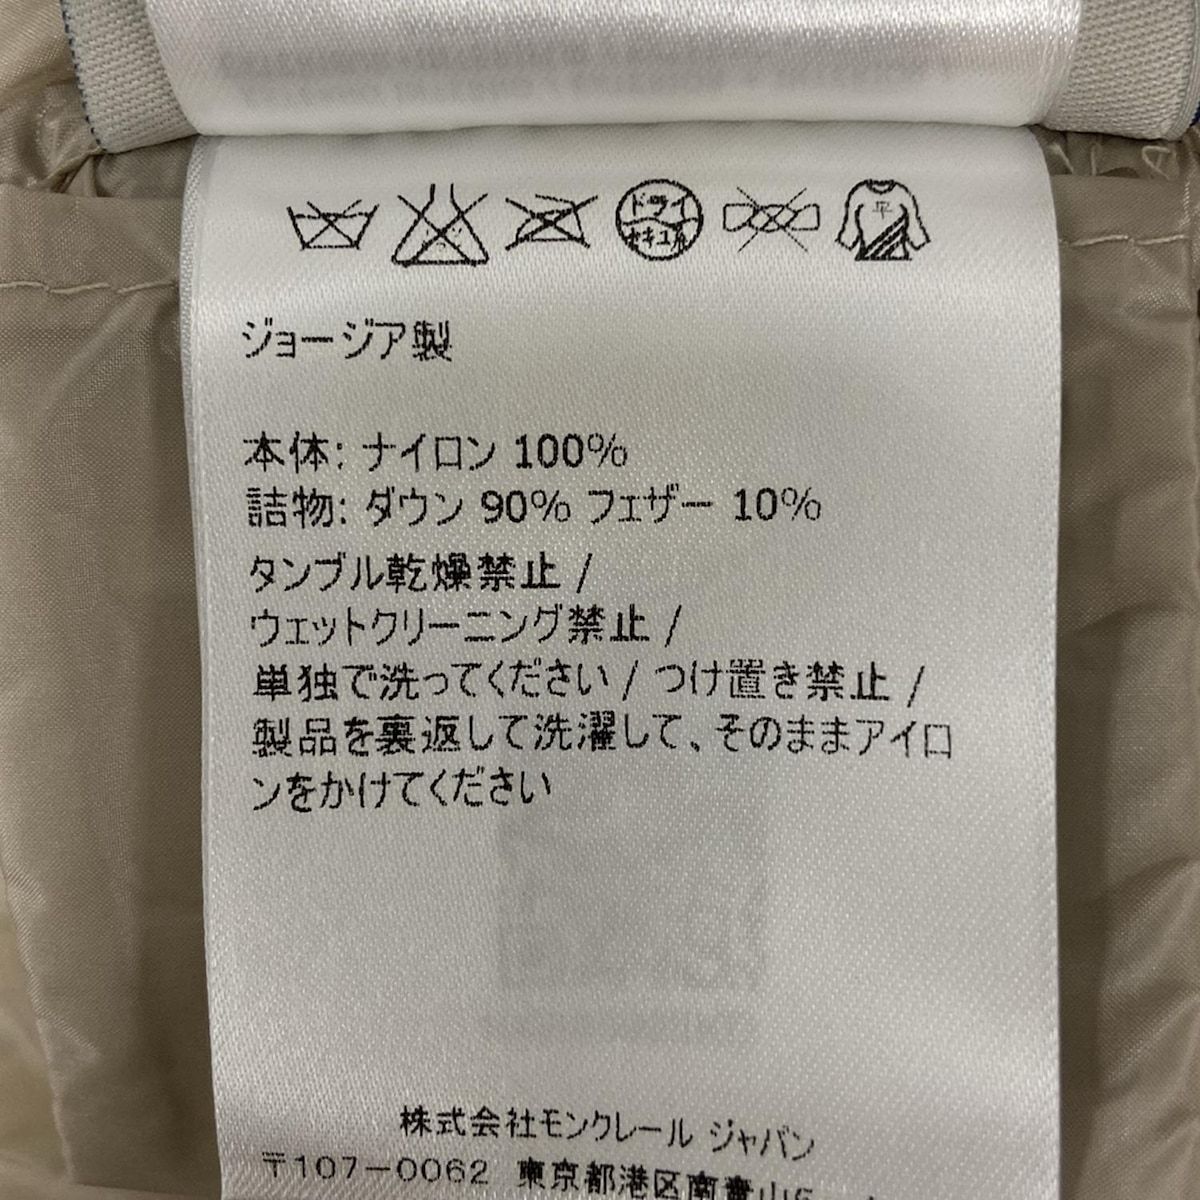 ドライ
セキユ系
平
ジョージア製
本体: ナイロン 100%
詰物: ダウン 90% フェザー 10%
タンブル乾燥禁止 /
ウェットクリーニング禁止 /
単独で洗ってください / つけ置き禁止 /
製品を裏返して洗濯して、そのままアイロ
ンをかけてください
株式会社モンクレール ジャパン
〒107-0062 東京都港区南青山